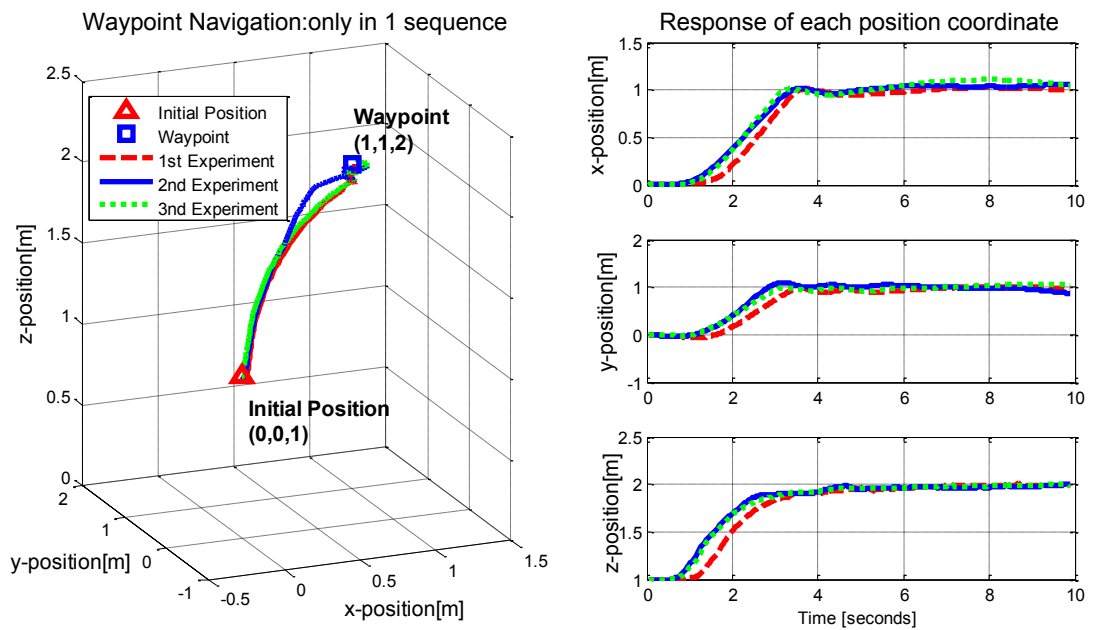 Waypoint Navigation:only in 1 sequence
2.5
2
1.5
1
0.5
0
z-position[m]
Initial Position
Waypoint
1st Experiment
2nd Experiment
3nd Experiment
Waypoint
(1,1,2)
Initial Position
(0,0,1)
2
1
0
-1
y-position[m]
-0.5
0
0.5
1
1.5
x-position[m]
Response of each position coordinate
1.5
1
0.5
0
x-position[m]
0 2 4 6 8 10
2
1
0
-1
y-position[m]
0 2 4 6 8 10
2.5
2
1.5
1
z-position[m]
0 2 4 6 8 10
Time [seconds]